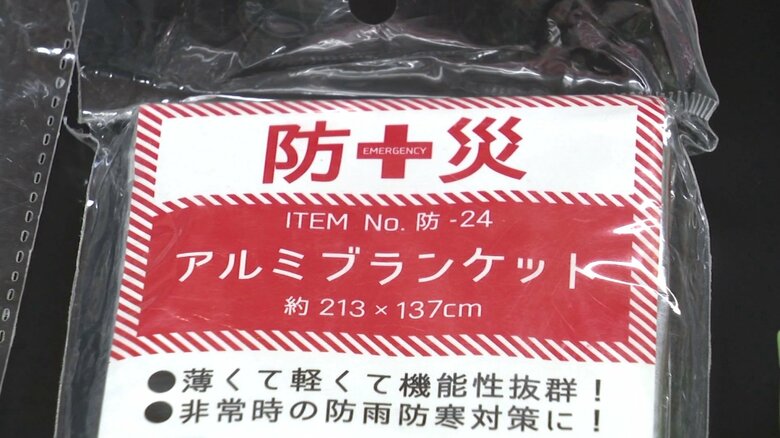 防 EMERGENCY 災
ITEM No. 防 -24
アルミブランケット
約 213 × 137cm
●薄くて軽くて機能性抜群！
●非常時の防雨防寒対策に！